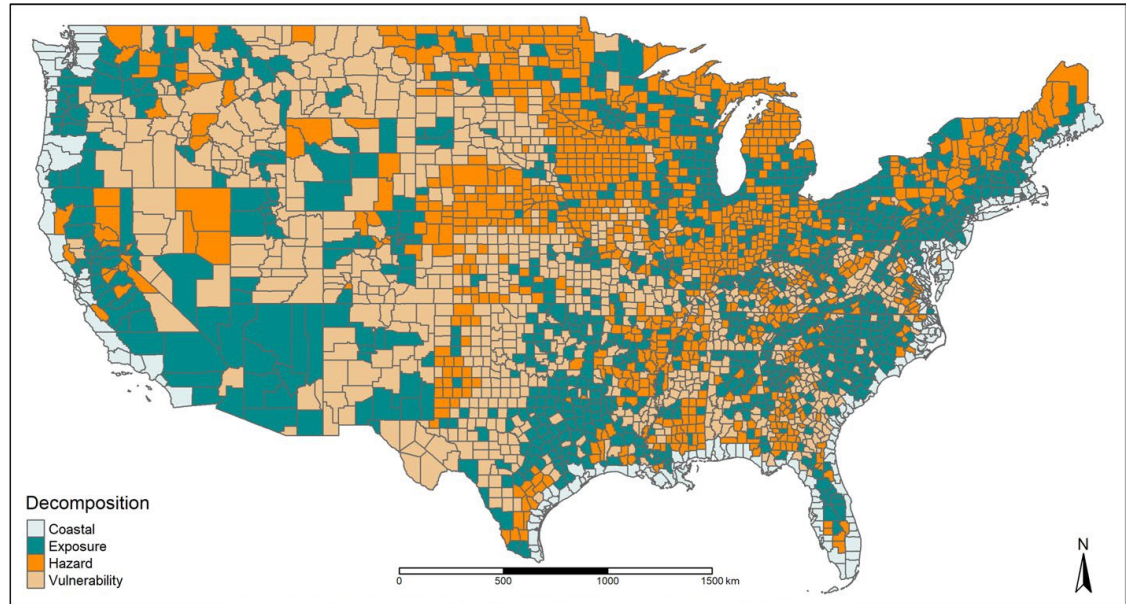 Decomposition
Coastal
Exposure
Hazard
Vulnerability
0 500 1000 1500 km
N